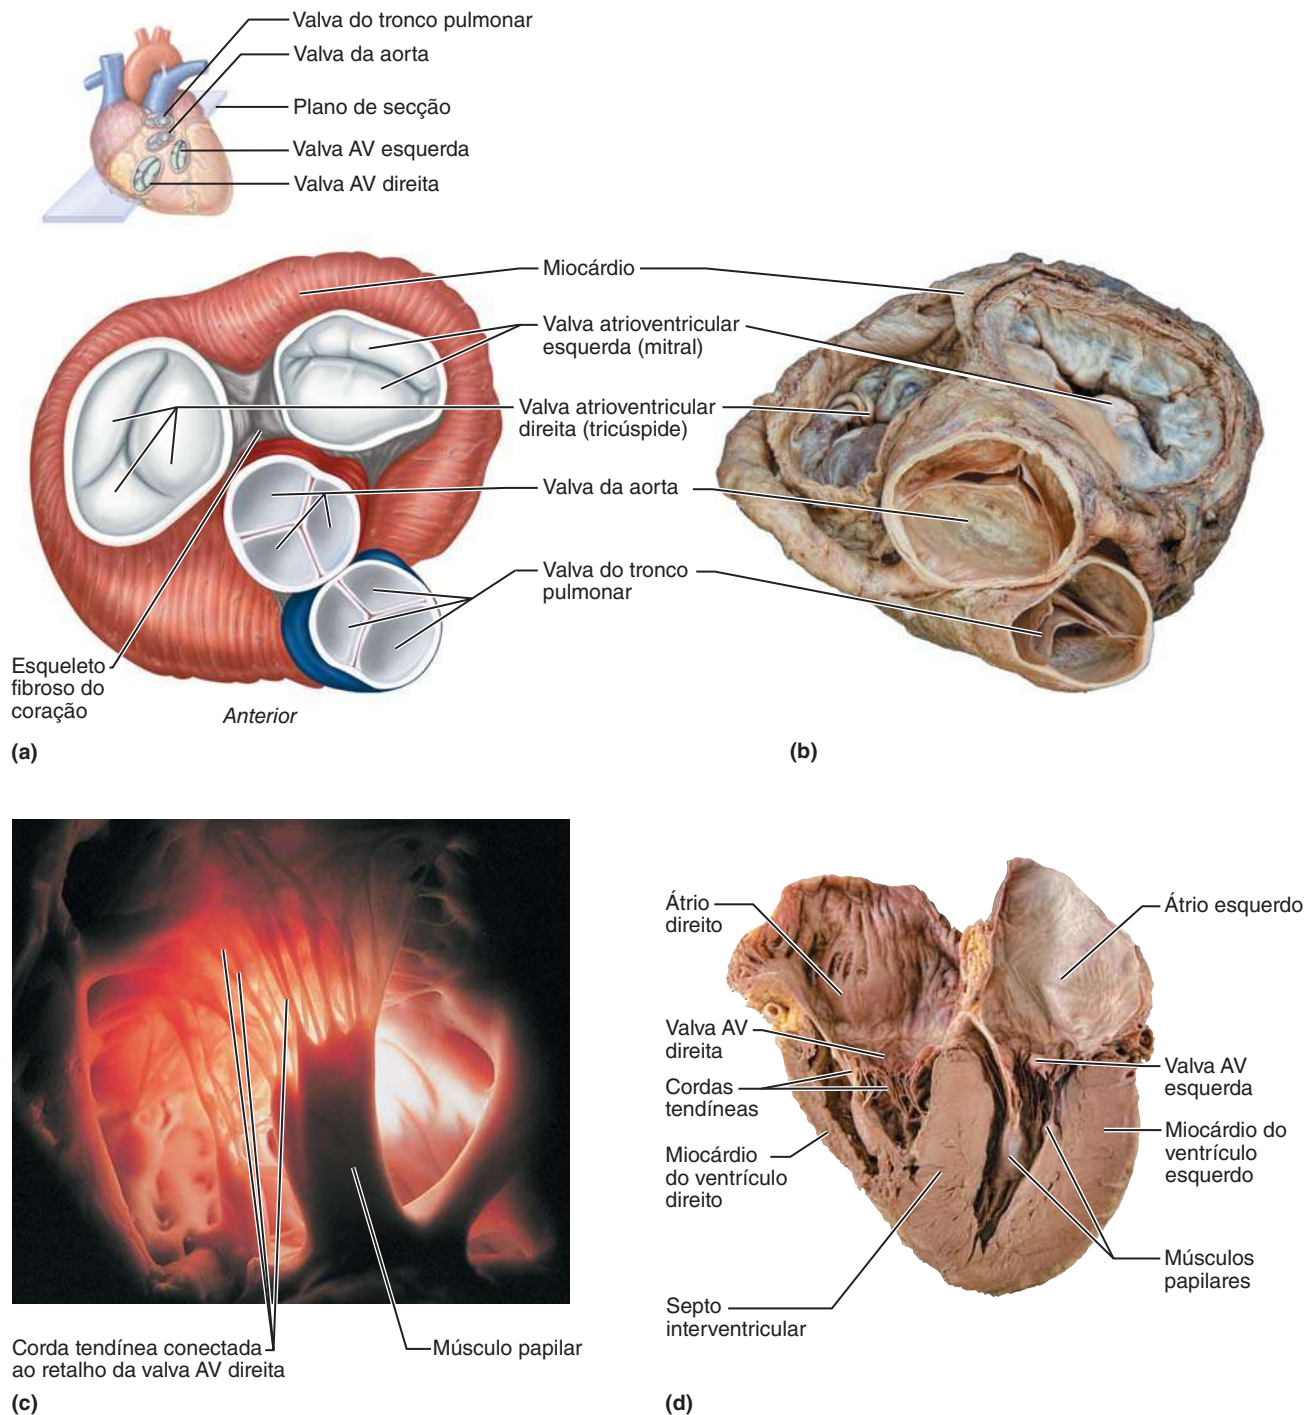 Valva do tronco pulmonar
Valva da aorta
Plano de secção
Valva AV esquerda
Valva AV direita
Miocárdio
Valva atrioventricular
esquerda (mitral)
Valva atrioventricular
direita (tricúspide)
Valva da aorta
Valva do tronco
pulmonar
Esqueleto
fibroso do
coração
Anterior
(a)
(b)
Corda tendínea conectada
ao retalho da valva AV direita
Músculo papilar
(c)
Átrio
direito
Átrio esquerdo
Valva AV
direita
Cordas
tendíneas
Miocárdio
do ventrículo
direito
Valva AV
esquerda
Miocárdio do
ventrículo
esquerdo
Músculos
papilares
Septo
interventricular
(d)